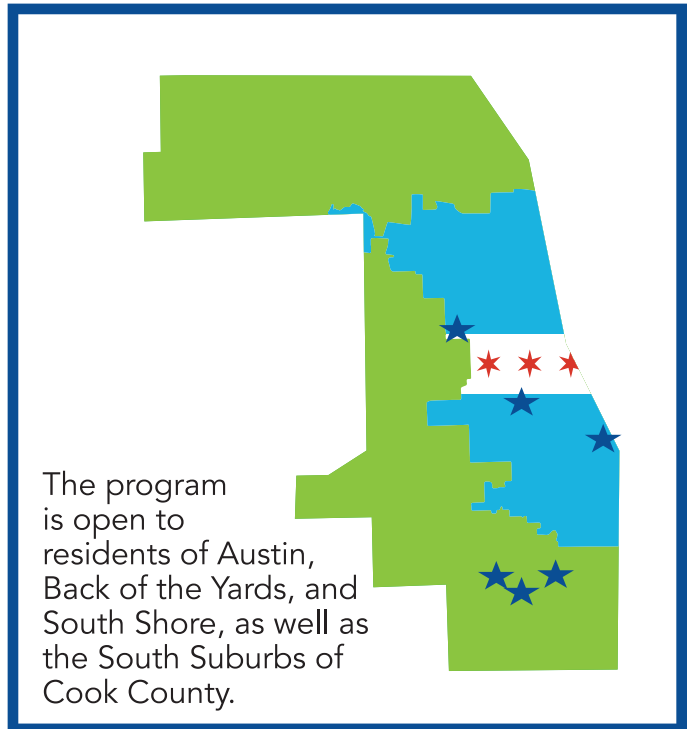 The program
is open to
residents of Austin,
Back of the Yards, and
South Shore, as well as
the South Suburbs of
Cook County.